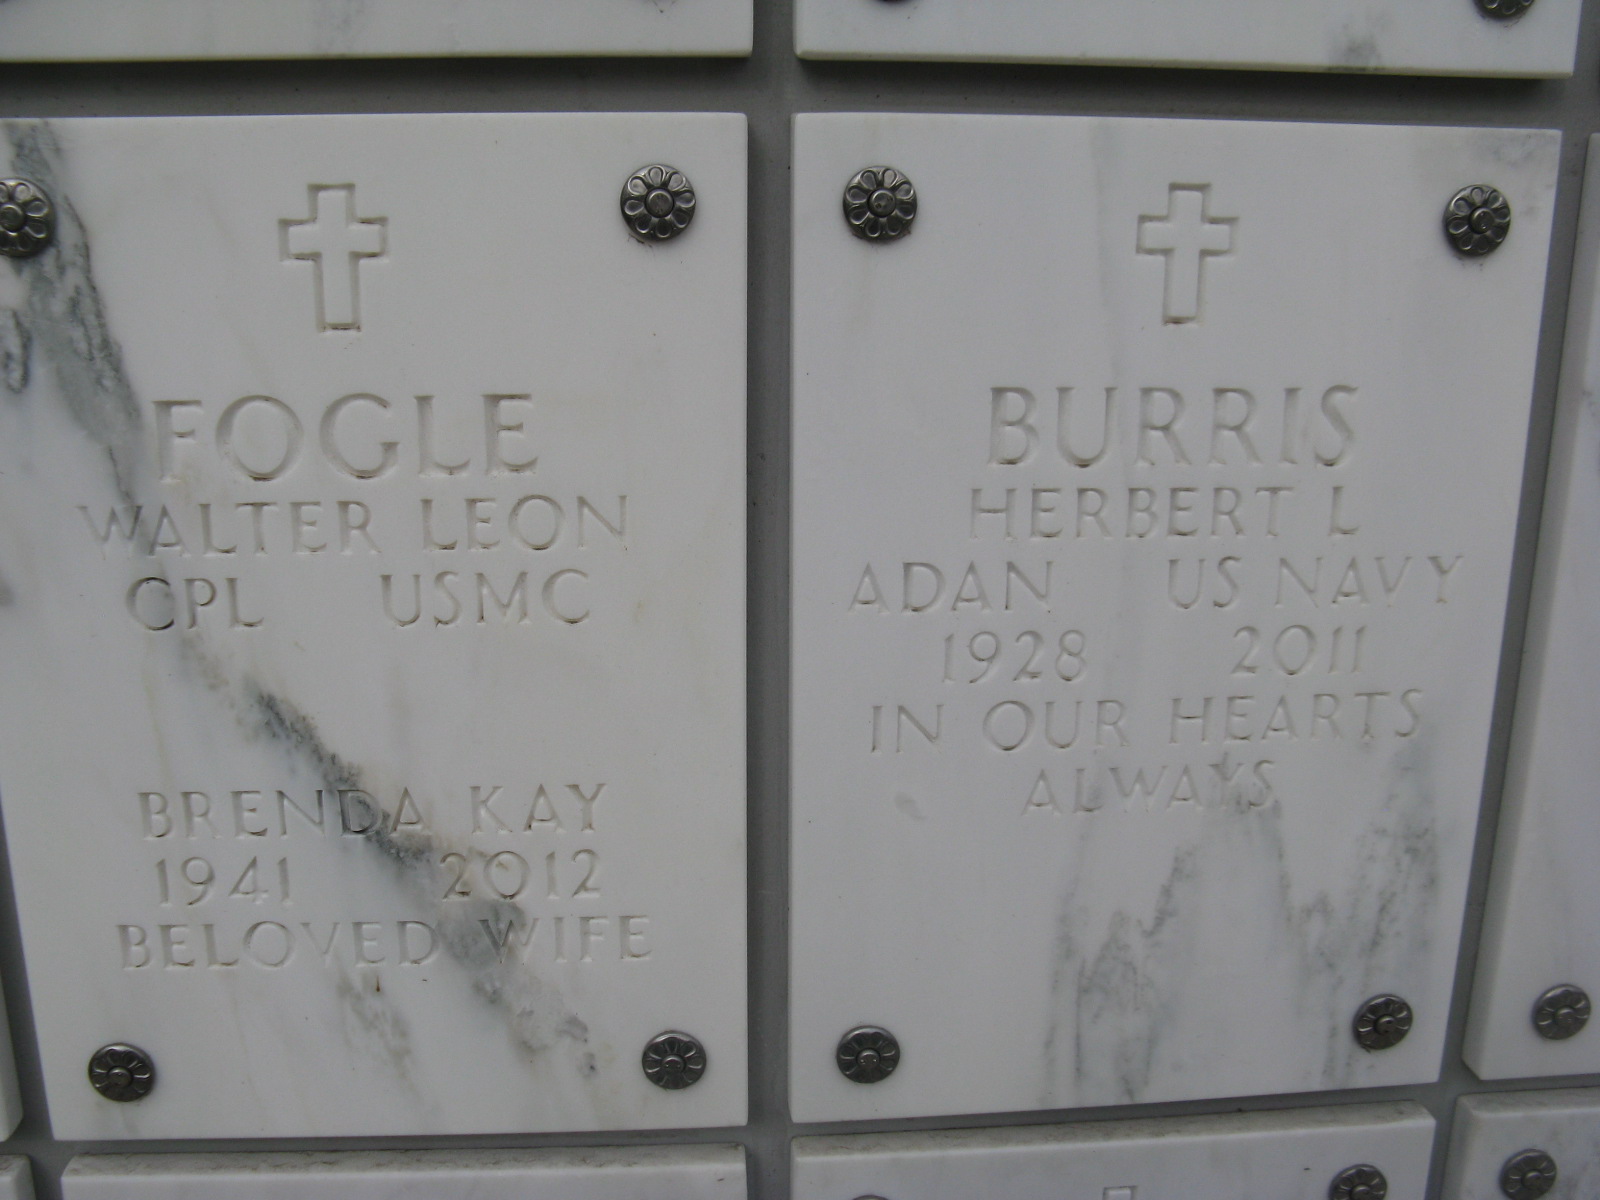 FOGLE
WALTER LEON
CPL USMC
BRENDA KAY
1941 2012
BELOVED WIFE
BURRIS
HERBERT L
ADAN US NAVY
1928 2011
IN OUR HEARTS
ALWAYS